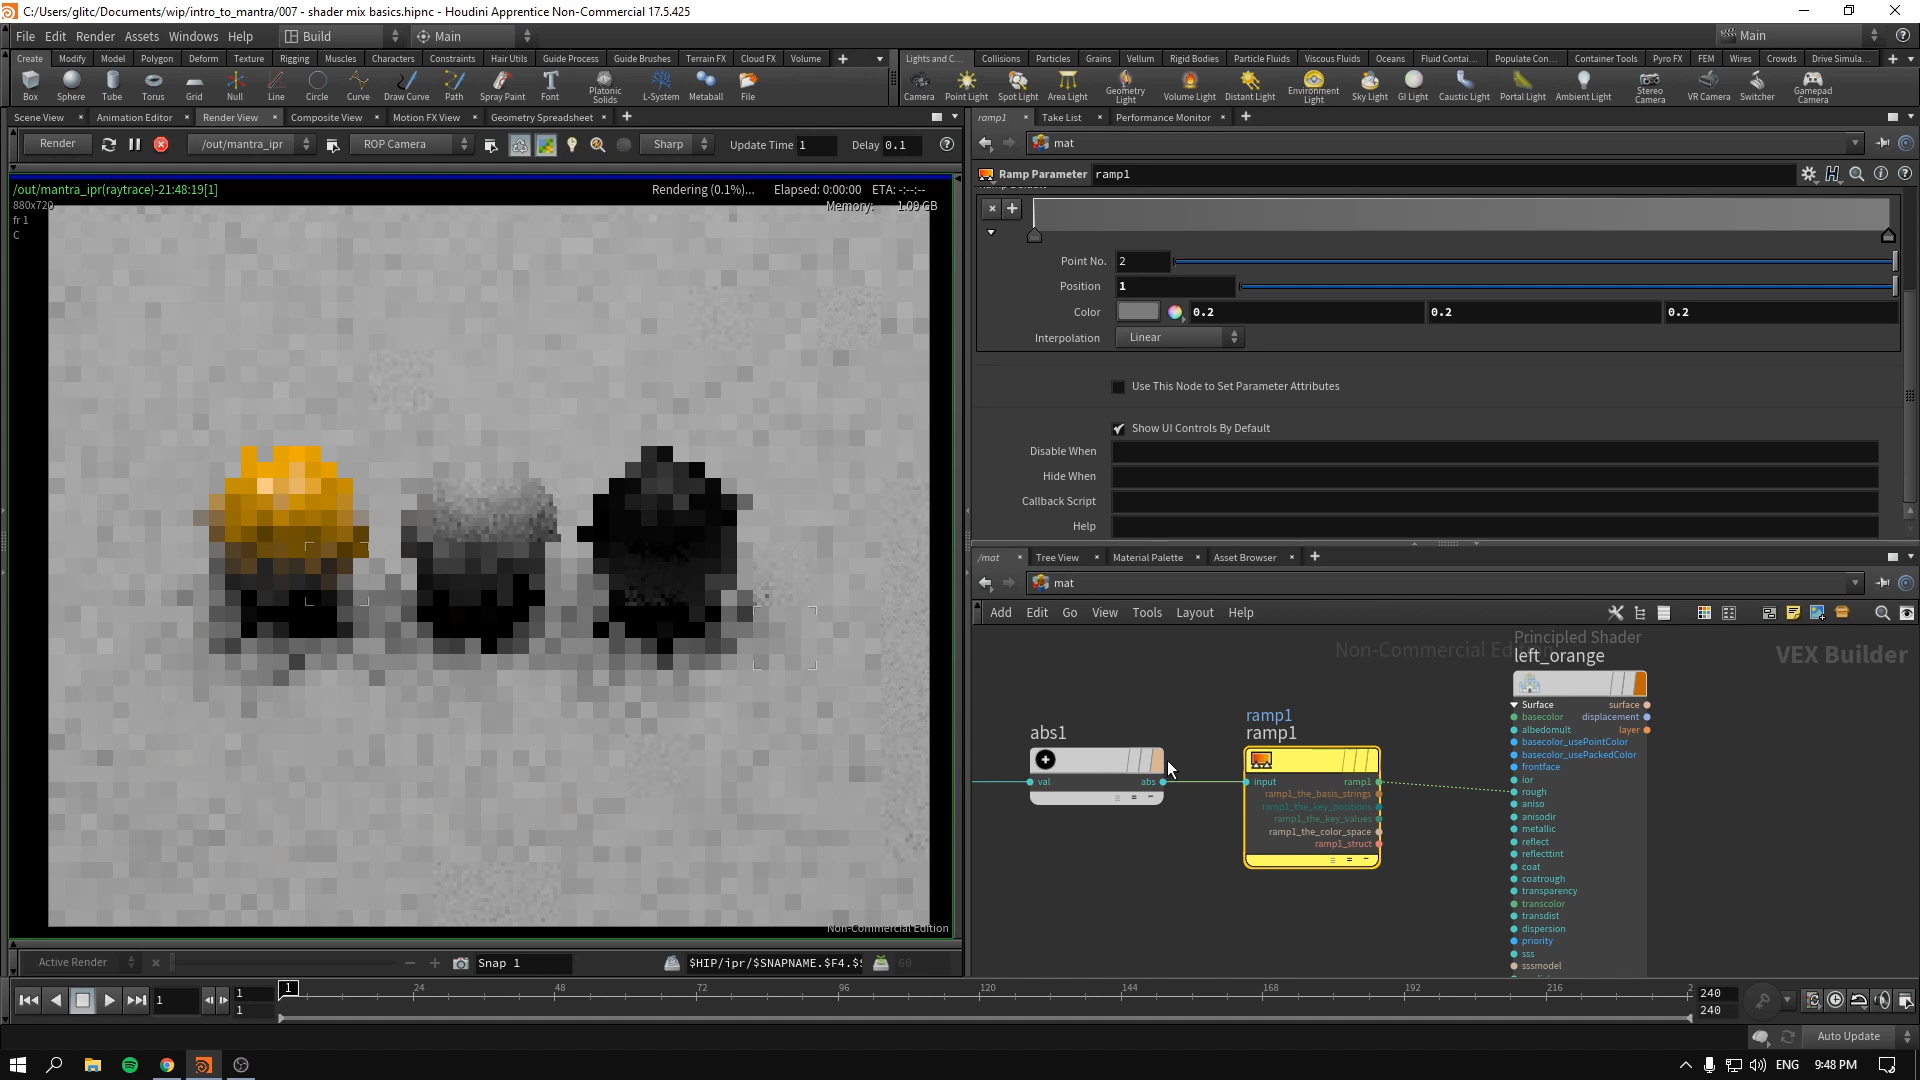 C:/Users/glitc/Documents/wip/intro_to_mantra/007 - shader mix basics.hipnc - Houdini Apprentice Non-Commercial 17.5.425
File Edit Render Assets Windows Help Build Main Main
Create Modify Model Polygon Deform Texture Rigging Muscles Characters Constraints Hair Utils Guide Process Guide Brushes Terrain FX Cloud FX Volume
Lights and C... Collisions Particles Grains Vellum Rigid Bodies Particle Fluids Viscous Fluids Oceans Fluid Contai... Populate Con... Container Tools Pyro FX FEM Wires Crowds Drive Simula...
Box Sphere Tube Torus Grid Null Line Circle Curve Draw Curve Path Spray Paint Font Platonic Solids L-System Metaball File
Camera Point Light Spot Light Area Light Geometry Light Volume Light Distant Light Environment Light Sky Light GI Light Caustic Light Portal Light Ambient Light Stereo Camera VR Camera Switcher Gamepad Camera
Scene View Animation Editor Render View Composite View Motion FX View Geometry Spreadsheet
Render /out/mantra_ipr ROP Camera Sharp Update Time 1 Delay 0.1
/out/mantra_ipr(raytrace)-21:48:19[1]
Rendering (0.1%)... Elapsed: 0:00:00 ETA: -:--:--
880x720
Memory: 1.09 GB
fr 1
C
Non-Commercial Edition
Active Render Snap 1 $HIP/ipr/$SNAPNAME.$F4.$S 60
ramp1 Take List Performance Monitor
mat
Ramp Parameter ramp1
Point No. 2
Position 1
Color 0.2 0.2 0.2
Interpolation Linear
Use This Node to Set Parameter Attributes
Show UI Controls By Default
Disable When
Hide When
Callback Script
Help
/mat Tree View Material Palette Asset Browser
mat
Add Edit Go View Tools Layout Help
Principled Shader
VEX Builder
left_orange
abs1
val abs
ramp1
ramp1
input ramp1
ramp1_the_basis_strings
ramp1_the_key_positions
ramp1_the_key_values
ramp1_the_color_space
ramp1_struct
Surface surface
basecolor displacement
albedomult layer
basecolor_usePointColor
basecolor_usePackedColor
frontface
ior
rough
aniso
anisodir
metallic
reflect
reflecttint
coat
coatrough
transparency
transcolor
transdist
dispersion
priority
sss
sssmodel
1 1 1 1 24 48 72 96 120 144 168 192 216 2 240 240
Auto Update
ENG 9:48 PM